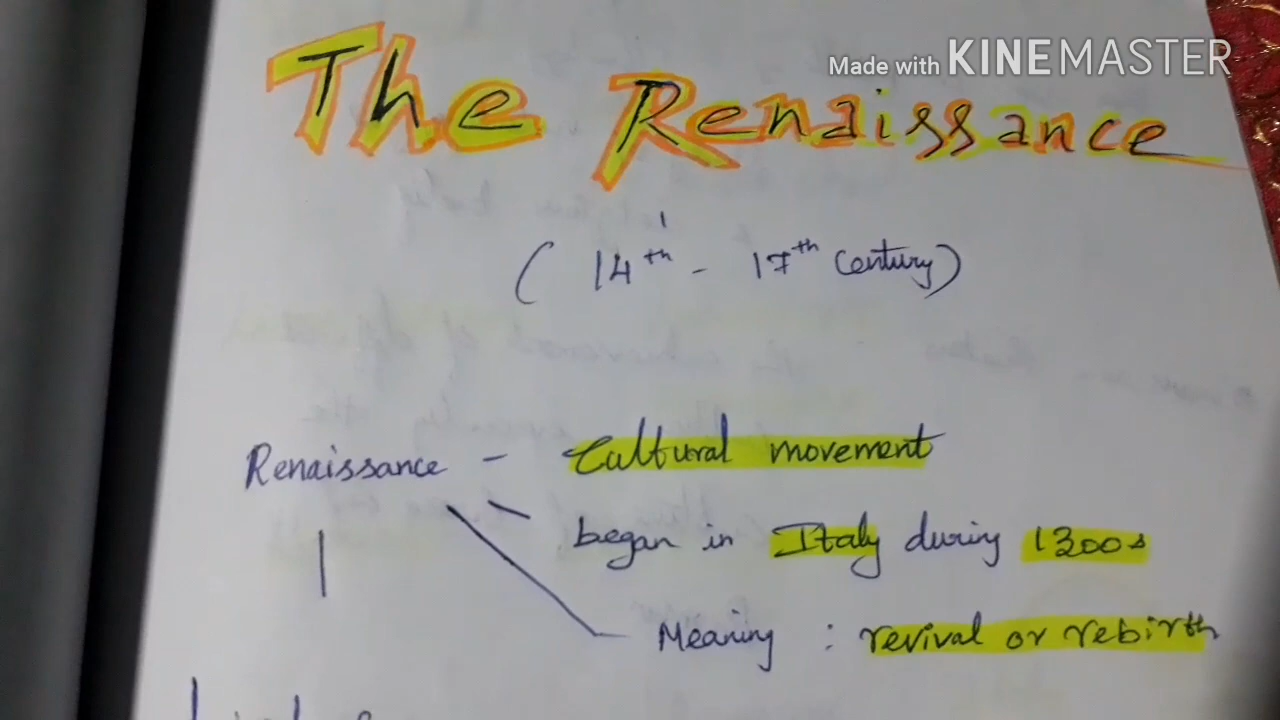 Made with KINEMASTER
The Renaissance
( 14th - 17th Century)
Renaissance - Cultural movement
began in Italy during 1300s
Meaning : revival or rebirth